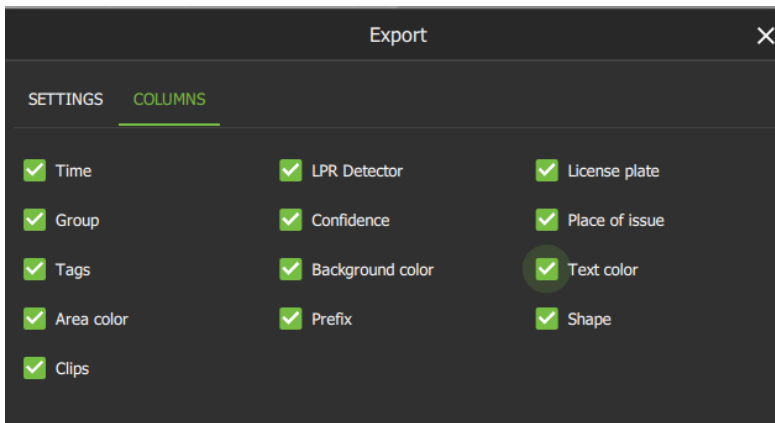 Export
SETTINGS COLUMNS
Time LPR Detector License plate
Group Confidence Place of issue
Tags Background color Text color
Area color Prefix Shape
Clips